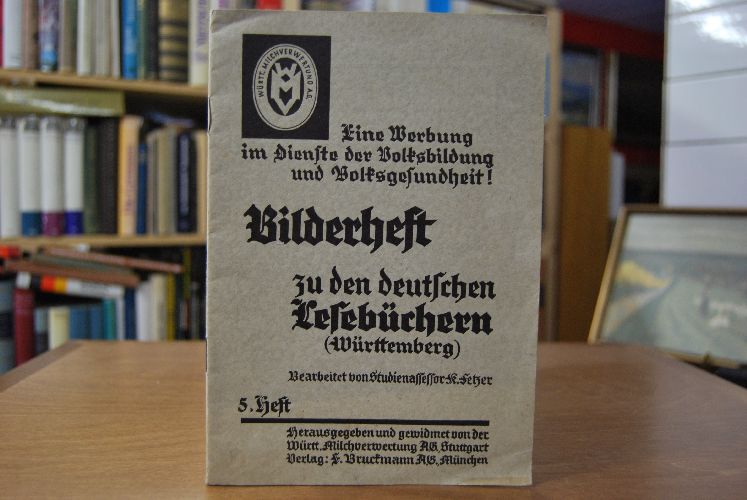 WÜRTT. MILCHVERWERTUNG A.G.
Eine Werbung
im Dienste der Volksbildung
und Volksgesundheit!
Bilderheft
zu den deutschen
Lesebüchern
(Württemberg)
Bearbeitet von Studienassessor K. Fetzer
5. Heft
Herausgegeben und gewidmet von der
Württ. Milchverwertung AG. Stuttgart
Verlag: F. Bruckmann AG., München